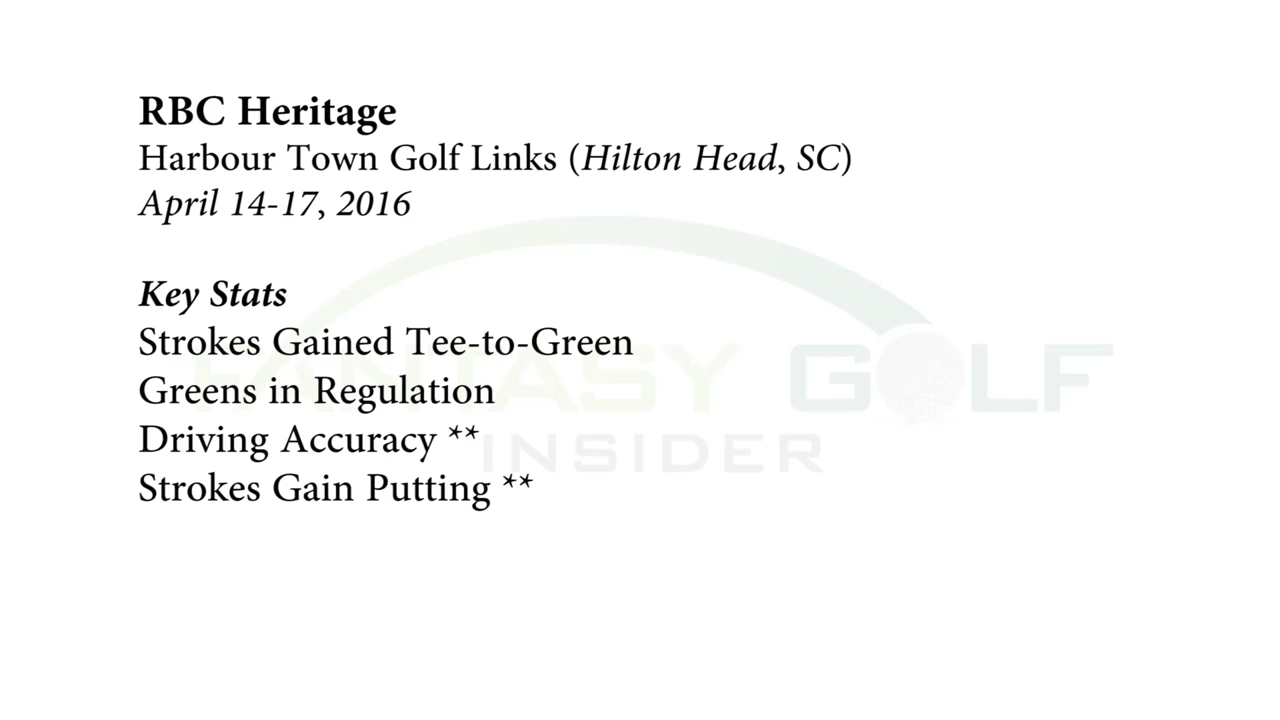 RBC Heritage
Harbour Town Golf Links (Hilton Head, SC)
April 14-17, 2016
Key Stats
Strokes Gained Tee-to-Green
Greens in Regulation
Driving Accuracy **
Strokes Gain Putting **
FANTASY GOLF
INSIDER